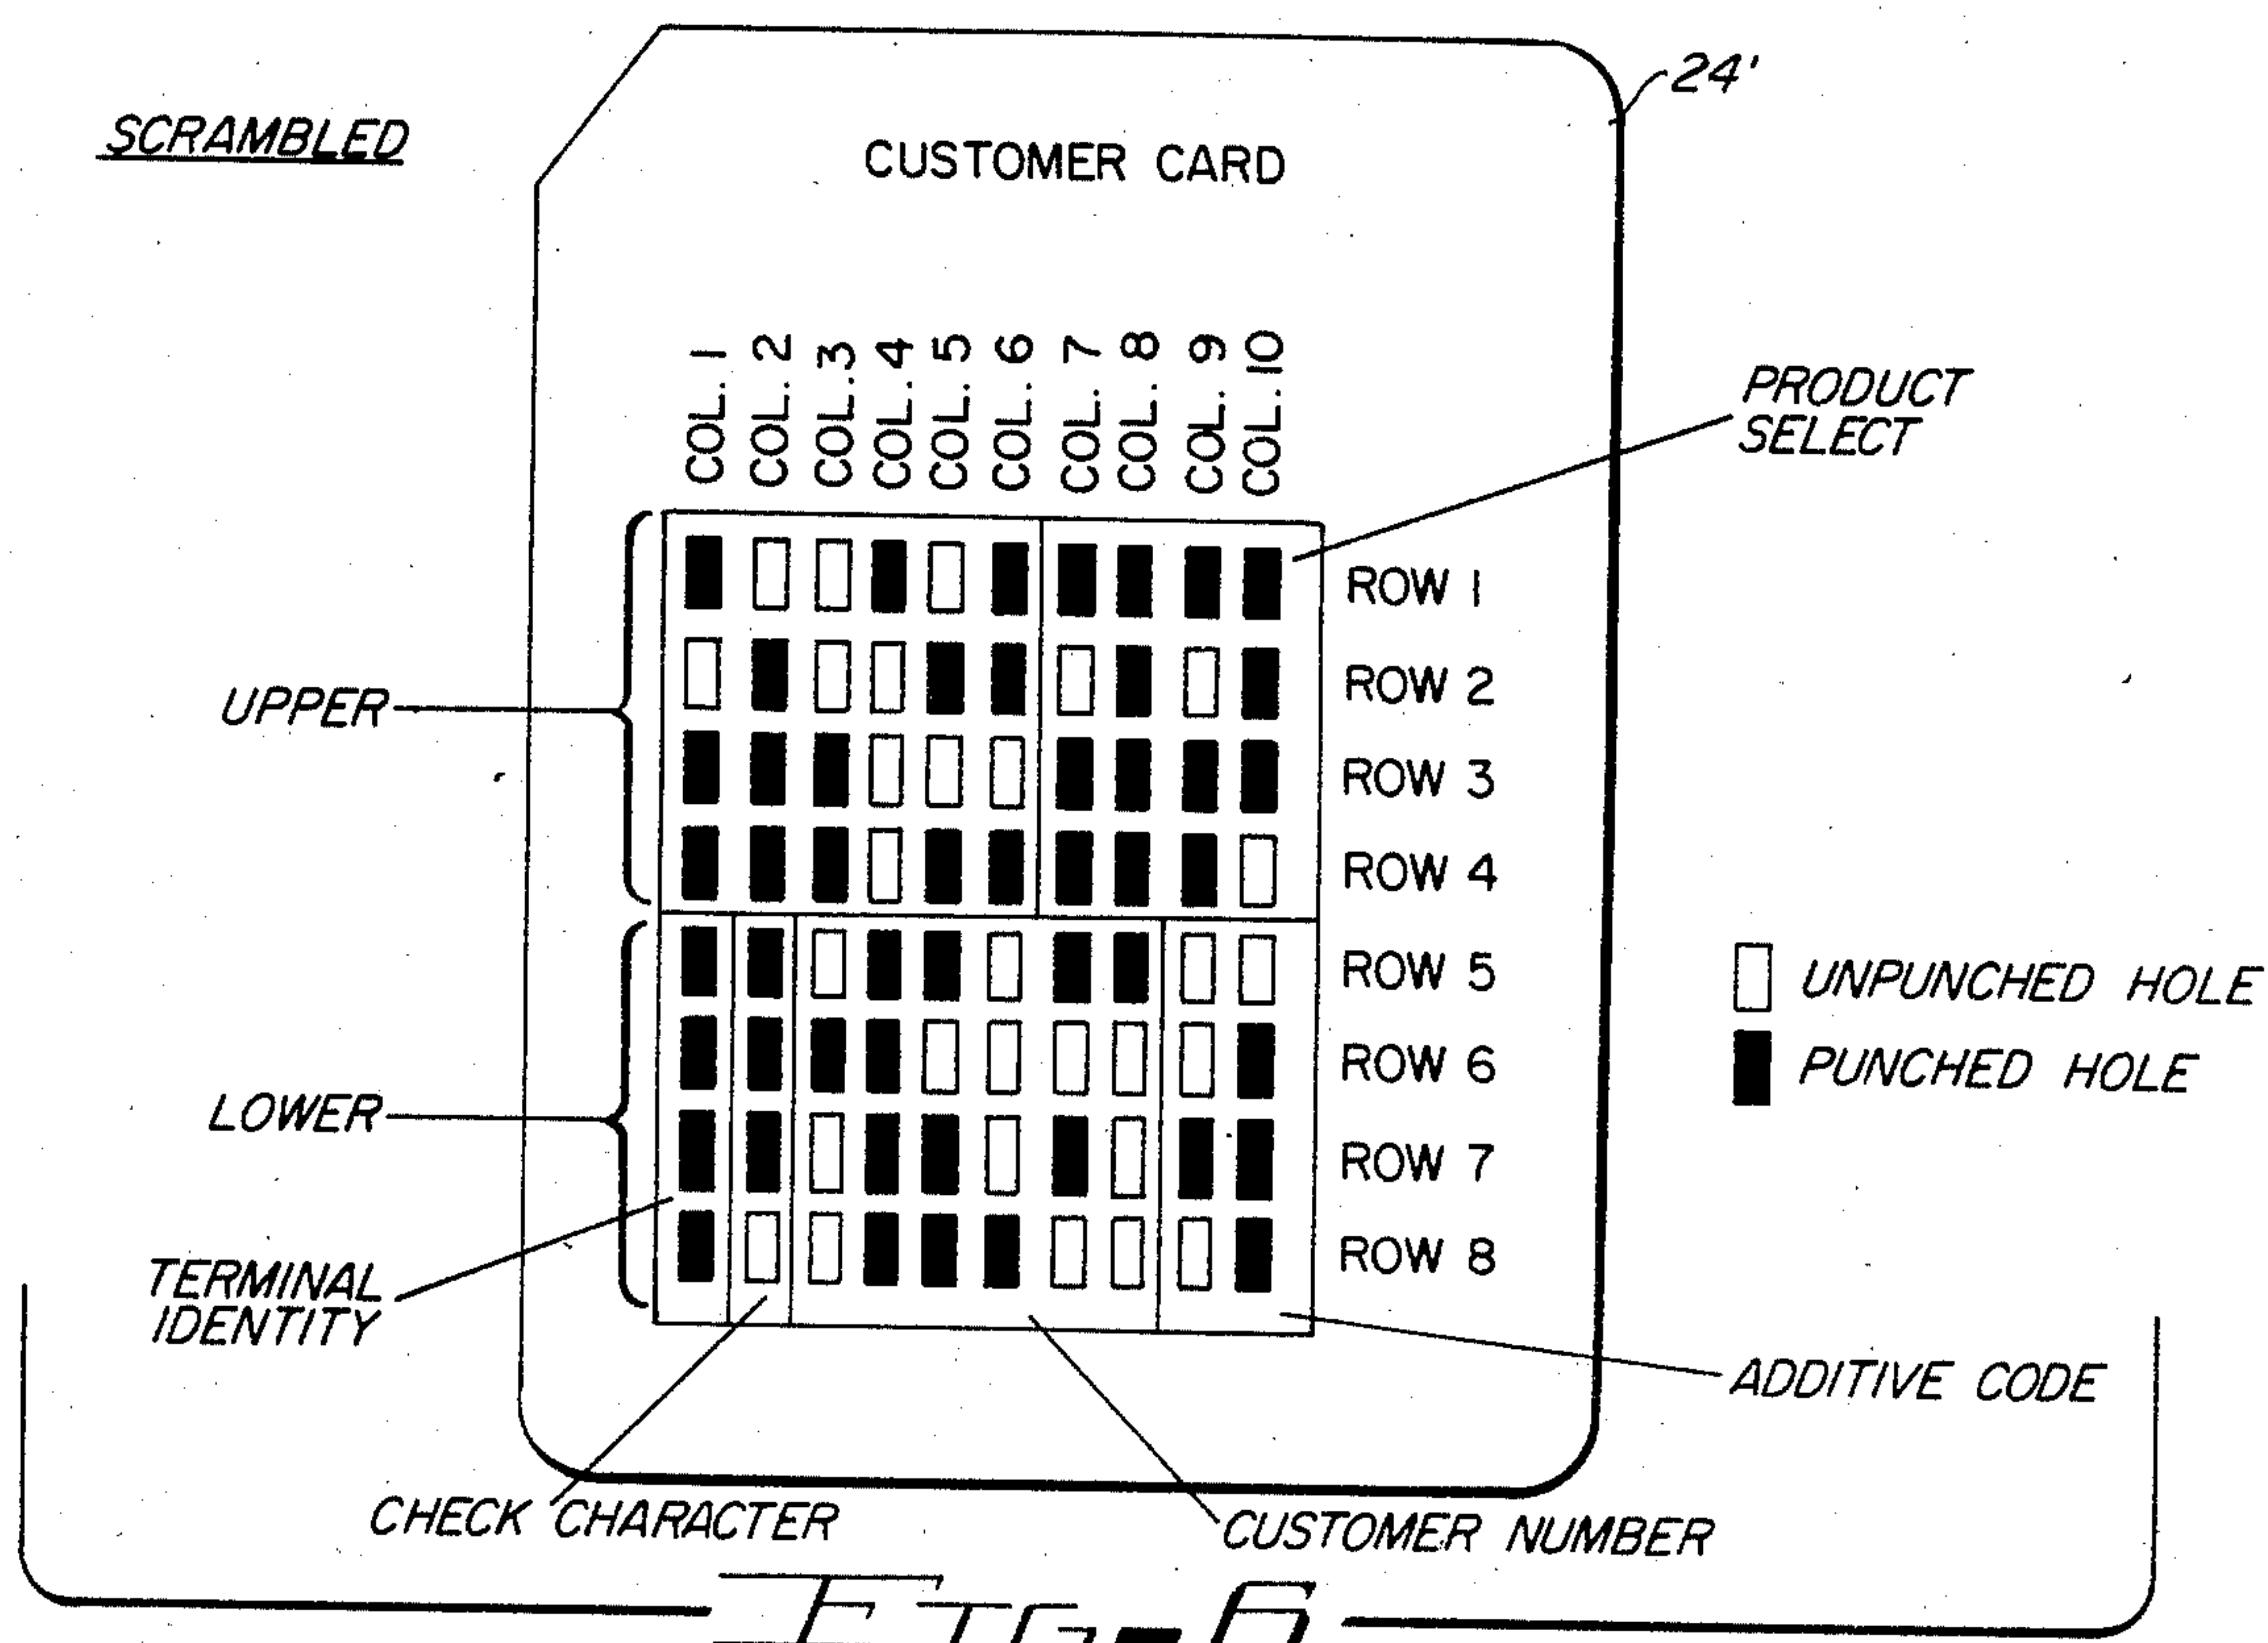 SCRAMBLED
24'
CUSTOMER CARD
COL. 1
COL. 2
COL. 3
COL. 4
COL. 5
COL. 6
COL. 7
COL. 8
COL. 9
COL. 10
PRODUCT
SELECT
ROW 1
ROW 2
ROW 3
ROW 4
ROW 5
ROW 6
ROW 7
ROW 8
UPPER
LOWER
UNPUNCHED HOLE
PUNCHED HOLE
TERMINAL
IDENTITY
ADDITIVE CODE
CHECK CHARACTER
CUSTOMER NUMBER